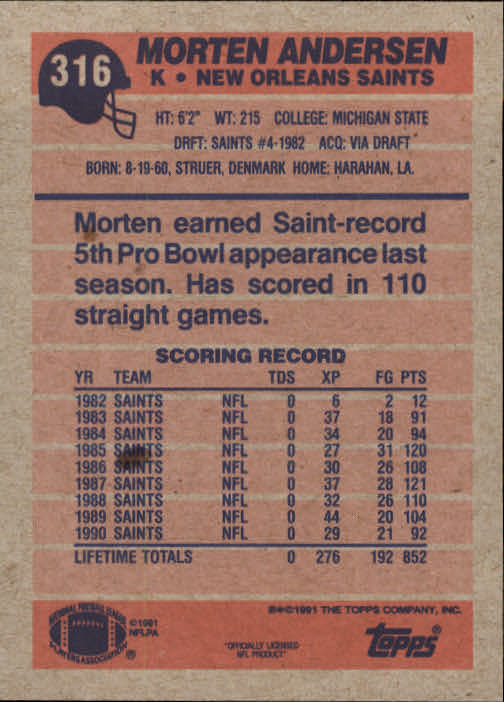 316
MORTEN ANDERSEN
K • NEW ORLEANS SAINTS
HT: 6'2" WT: 215 COLLEGE: MICHIGAN STATE
DRFT: SAINTS #4-1982 ACQ: VIA DRAFT
BORN: 8-19-60, STRUER, DENMARK HOME: HARAHAN, LA.
Morten earned Saint-record
5th Pro Bowl appearance last
season. Has scored in 110
straight games.
SCORING RECORD
YR TEAM TDS XP FG PTS
1982 SAINTS NFL 0 6 2 12
1983 SAINTS NFL 0 37 18 91
1984 SAINTS NFL 0 34 20 94
1985 SAINTS NFL 0 27 31 120
1986 SAINTS NFL 0 30 26 108
1987 SAINTS NFL 0 37 28 121
1988 SAINTS NFL 0 32 26 110
1989 SAINTS NFL 0 44 20 104
1990 SAINTS NFL 0 29 21 92
LIFETIME TOTALS 0 276 192 852
NATIONAL FOOTBALL LEAGUE
PLAYERS ASSOCIATION ®
©1991
NFLPA
"OFFICIALLY LICENSED
NFL PRODUCT"
©1991 THE TOPPS COMPANY, INC.
Topps®